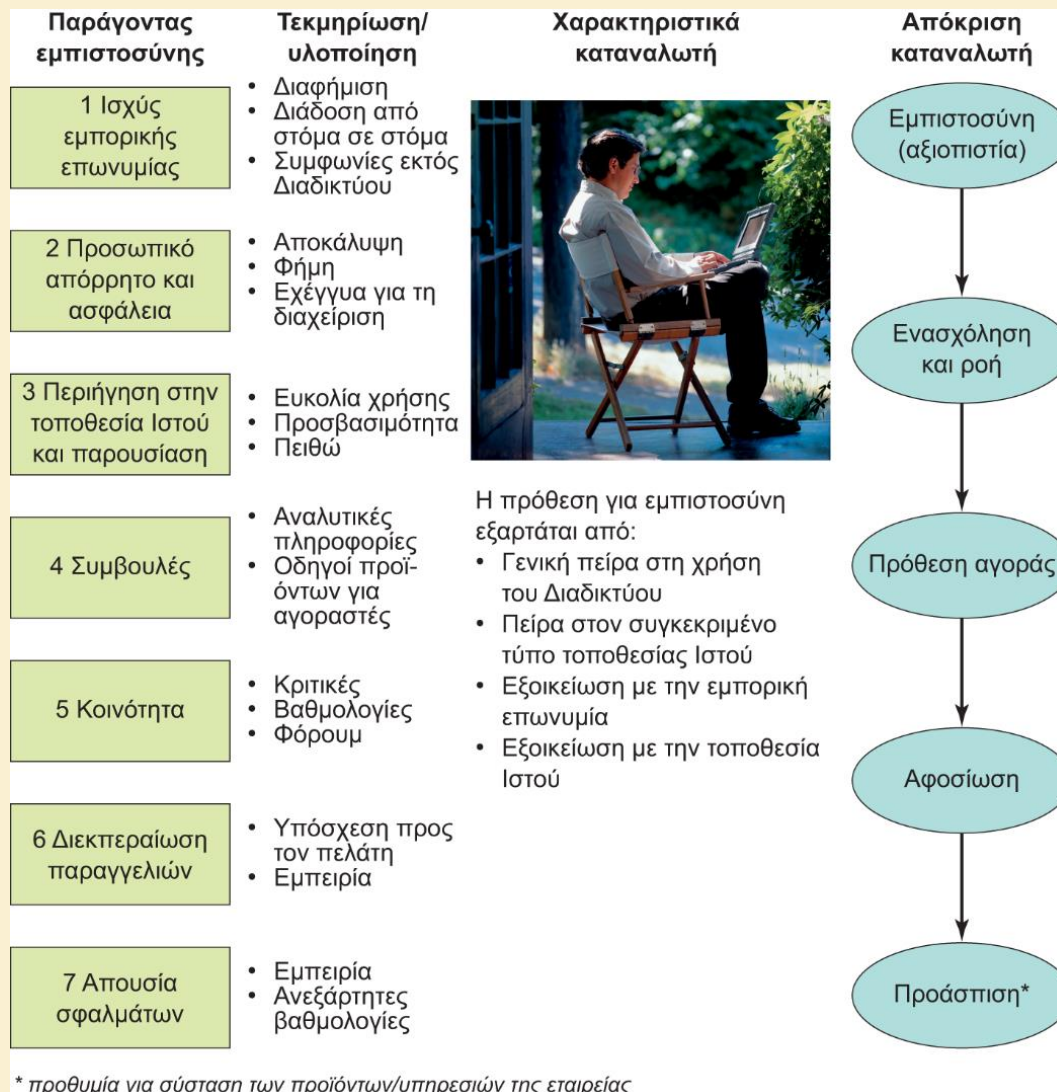 Παράγοντας
εμπιστοσύνης
Τεκμηρίωση/
υλοποίηση
Χαρακτηριστικά
καταναλωτή
Απόκριση
καταναλωτή
1 Ισχύς
εμπορικής
επωνυμίας
• Διαφήμιση
• Διάδοση από
στόμα σε στόμα
• Συμφωνίες εκτός
Διαδικτύου
2 Προσωπικό
απόρρητο και
ασφάλεια
• Αποκάλυψη
• Φήμη
• Εχέγγυα για τη
διαχείριση
3 Περιήγηση στην
τοποθεσία Ιστού
και παρουσίαση
• Ευκολία χρήσης
• Προσβασιμότητα
• Πειθώ
4 Συμβουλές
• Αναλυτικές
πληροφορίες
• Οδηγοί προϊ-
όντων για
αγοραστές
5 Κοινότητα
• Κριτικές
• Βαθμολογίες
• Φόρουμ
6 Διεκπεραίωση
παραγγελιών
• Υπόσχεση προς
τον πελάτη
• Εμπειρία
7 Απουσία
σφαλμάτων
• Εμπειρία
• Ανεξάρτητες
βαθμολογίες
Η πρόθεση για εμπιστοσύνη
εξαρτάται από:
• Γενική πείρα στη χρήση
του Διαδικτύου
• Πείρα στον συγκεκριμένο
τύπο τοποθεσίας Ιστού
• Εξοικείωση με την εμπορική
επωνυμία
• Εξοικείωση με την τοποθεσία
Ιστού
Εμπιστοσύνη
(αξιοπιστία)
Ενασχόληση
και ροή
Πρόθεση αγοράς
Αφοσίωση
Προάσπιση*
* προθυμία για σύσταση των προϊόντων/υπηρεσιών της εταιρείας